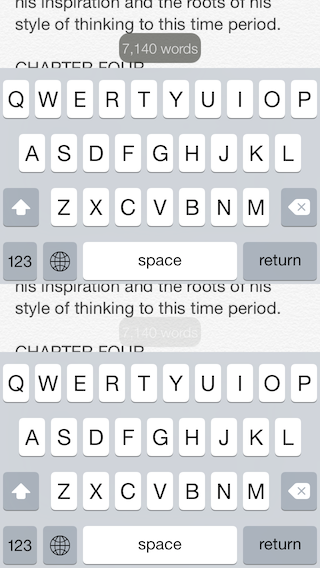 his inspiration and the roots of his
style of thinking to this time period.
7,140 words
CHAPTER FOUR
Q W E R T Y U I O P
A S D F G H J K L
Z X C V B N M
123 space return
his inspiration and the roots of his
style of thinking to this time period.
7,140 words
CHAPTER FOUR
Q W E R T Y U I O P
A S D F G H J K L
Z X C V B N M
123 space return